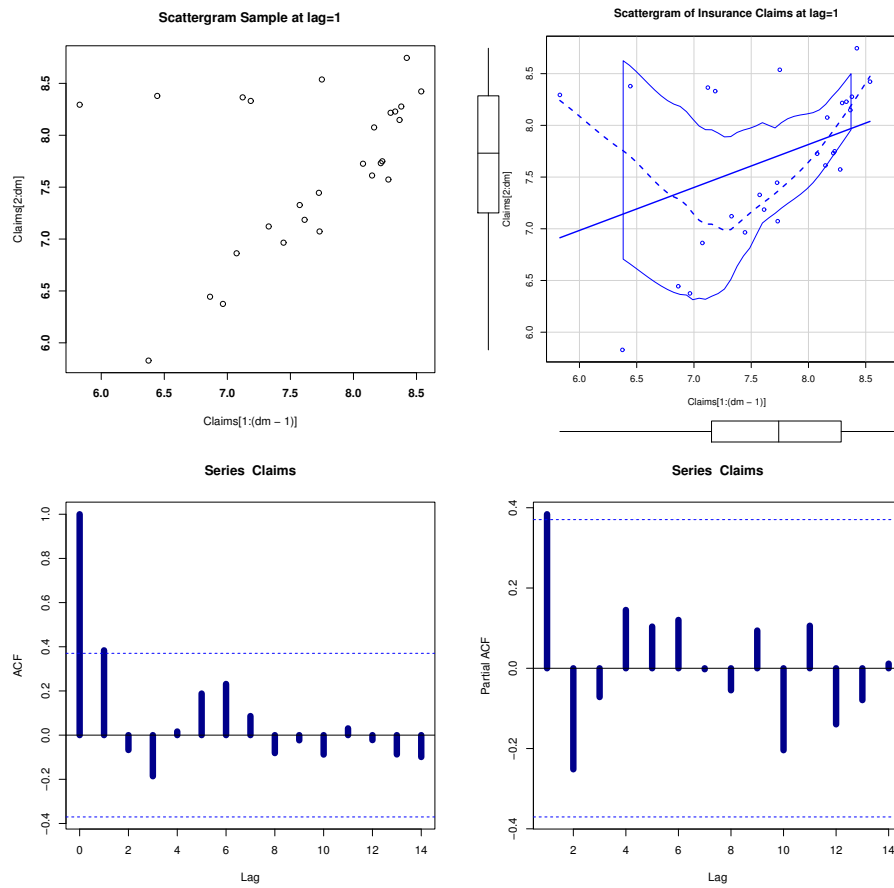 Scattergram Sample at lag=1
8.5
8.0
7.5
7.0
6.5
6.0
Claims[2:dm]
6.0 6.5 7.0 7.5 8.0 8.5
Claims[1:(dm − 1)]
Scattergram of Insurance Claims at lag=1
8.5
8.0
7.5
7.0
6.5
6.0
Claims[2:dm]
6.0 6.5 7.0 7.5 8.0 8.5
Claims[1:(dm − 1)]
Series Claims
1.0
0.8
0.6
0.4
0.2
0.0
−0.2
−0.4
ACF
0 2 4 6 8 10 12 14
Lag
Series Claims
0.4
0.2
0.0
−0.2
−0.4
Partial ACF
2 4 6 8 10 12 14
Lag